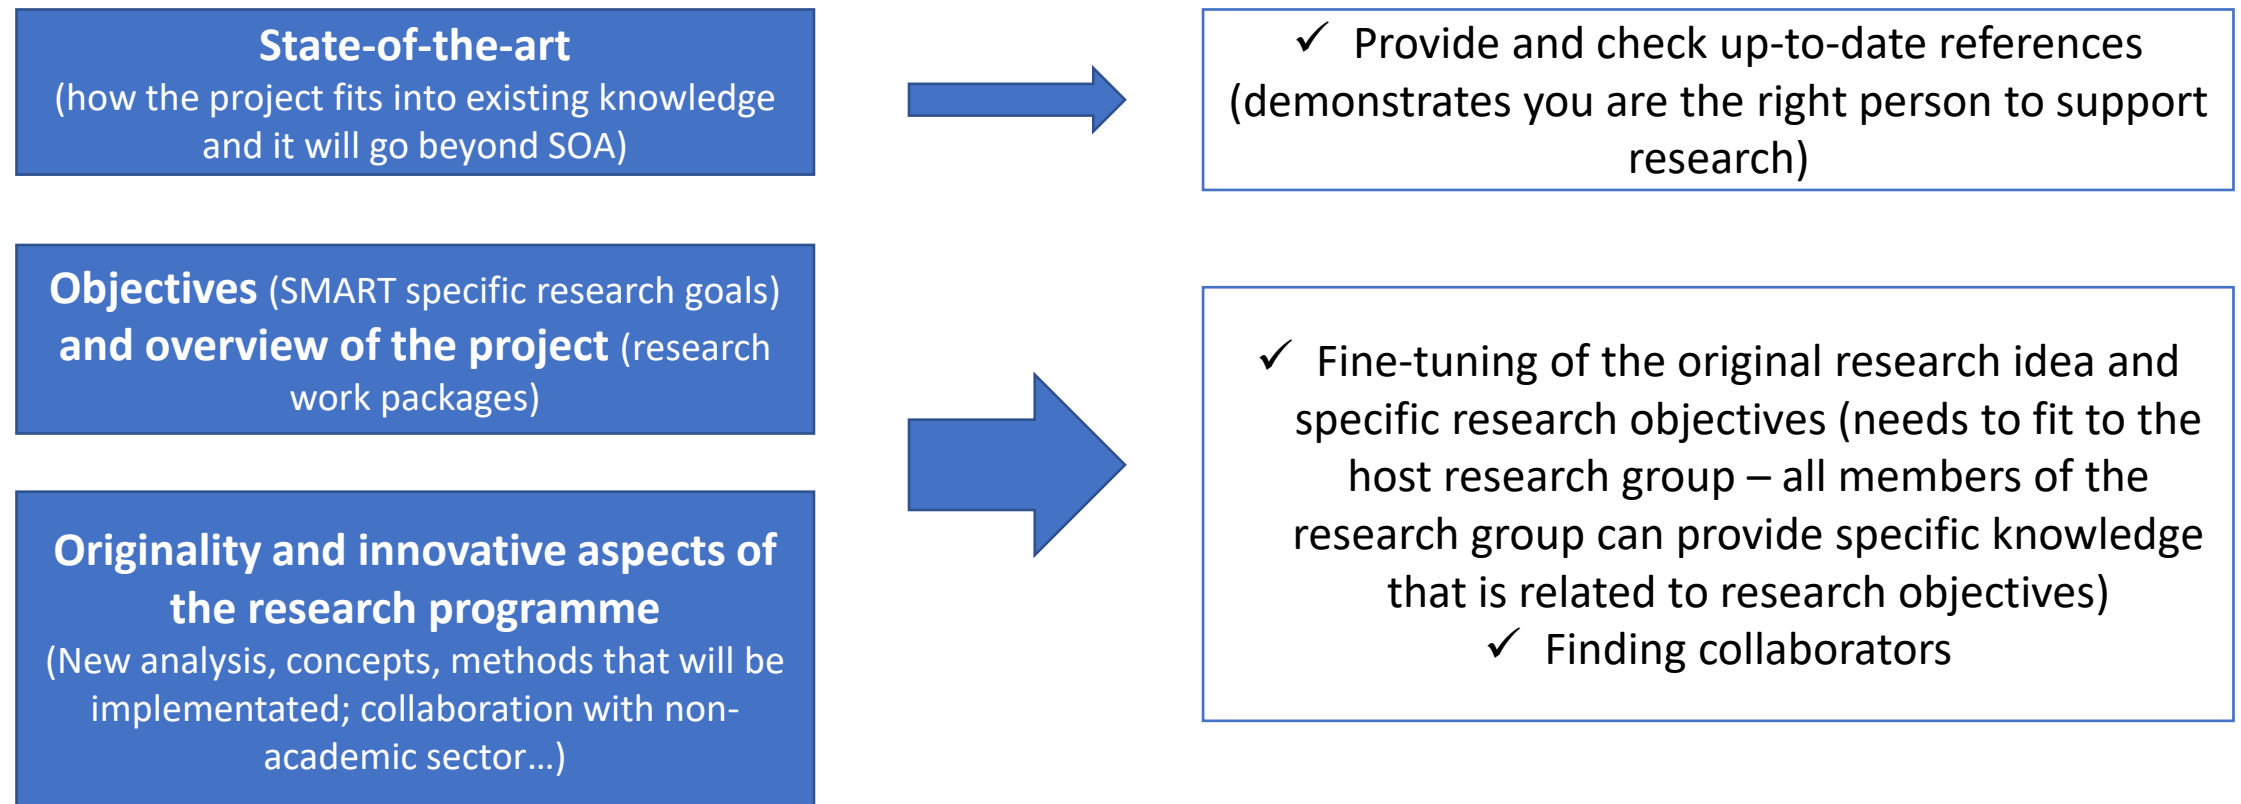 State-of-the-art
(how the project fits into existing knowledge
and it will go beyond SOA)
✓ Provide and check up-to-date references
(demonstrates you are the right person to support
research)
Objectives (SMART specific research goals)
and overview of the project (research
work packages)
Originality and innovative aspects of
the research programme
(New analysis, concepts, methods that will be
implementated; collaboration with non-
academic sector…)
✓ Fine-tuning of the original research idea and
specific research objectives (needs to fit to the
host research group – all members of the
research group can provide specific knowledge
that is related to research objectives)
✓ Finding collaborators